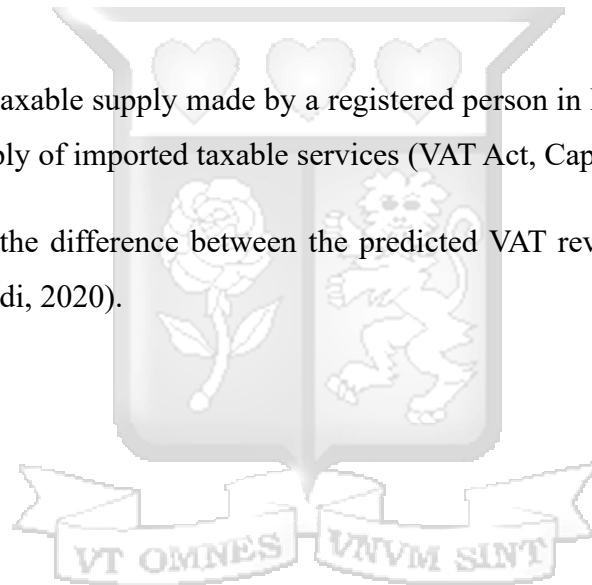 axable supply made by a registered person in
ply of imported taxable services (VAT Act, Cap
the difference between the predicted VAT rev
di, 2020).
VT OMNES VNVM SINT